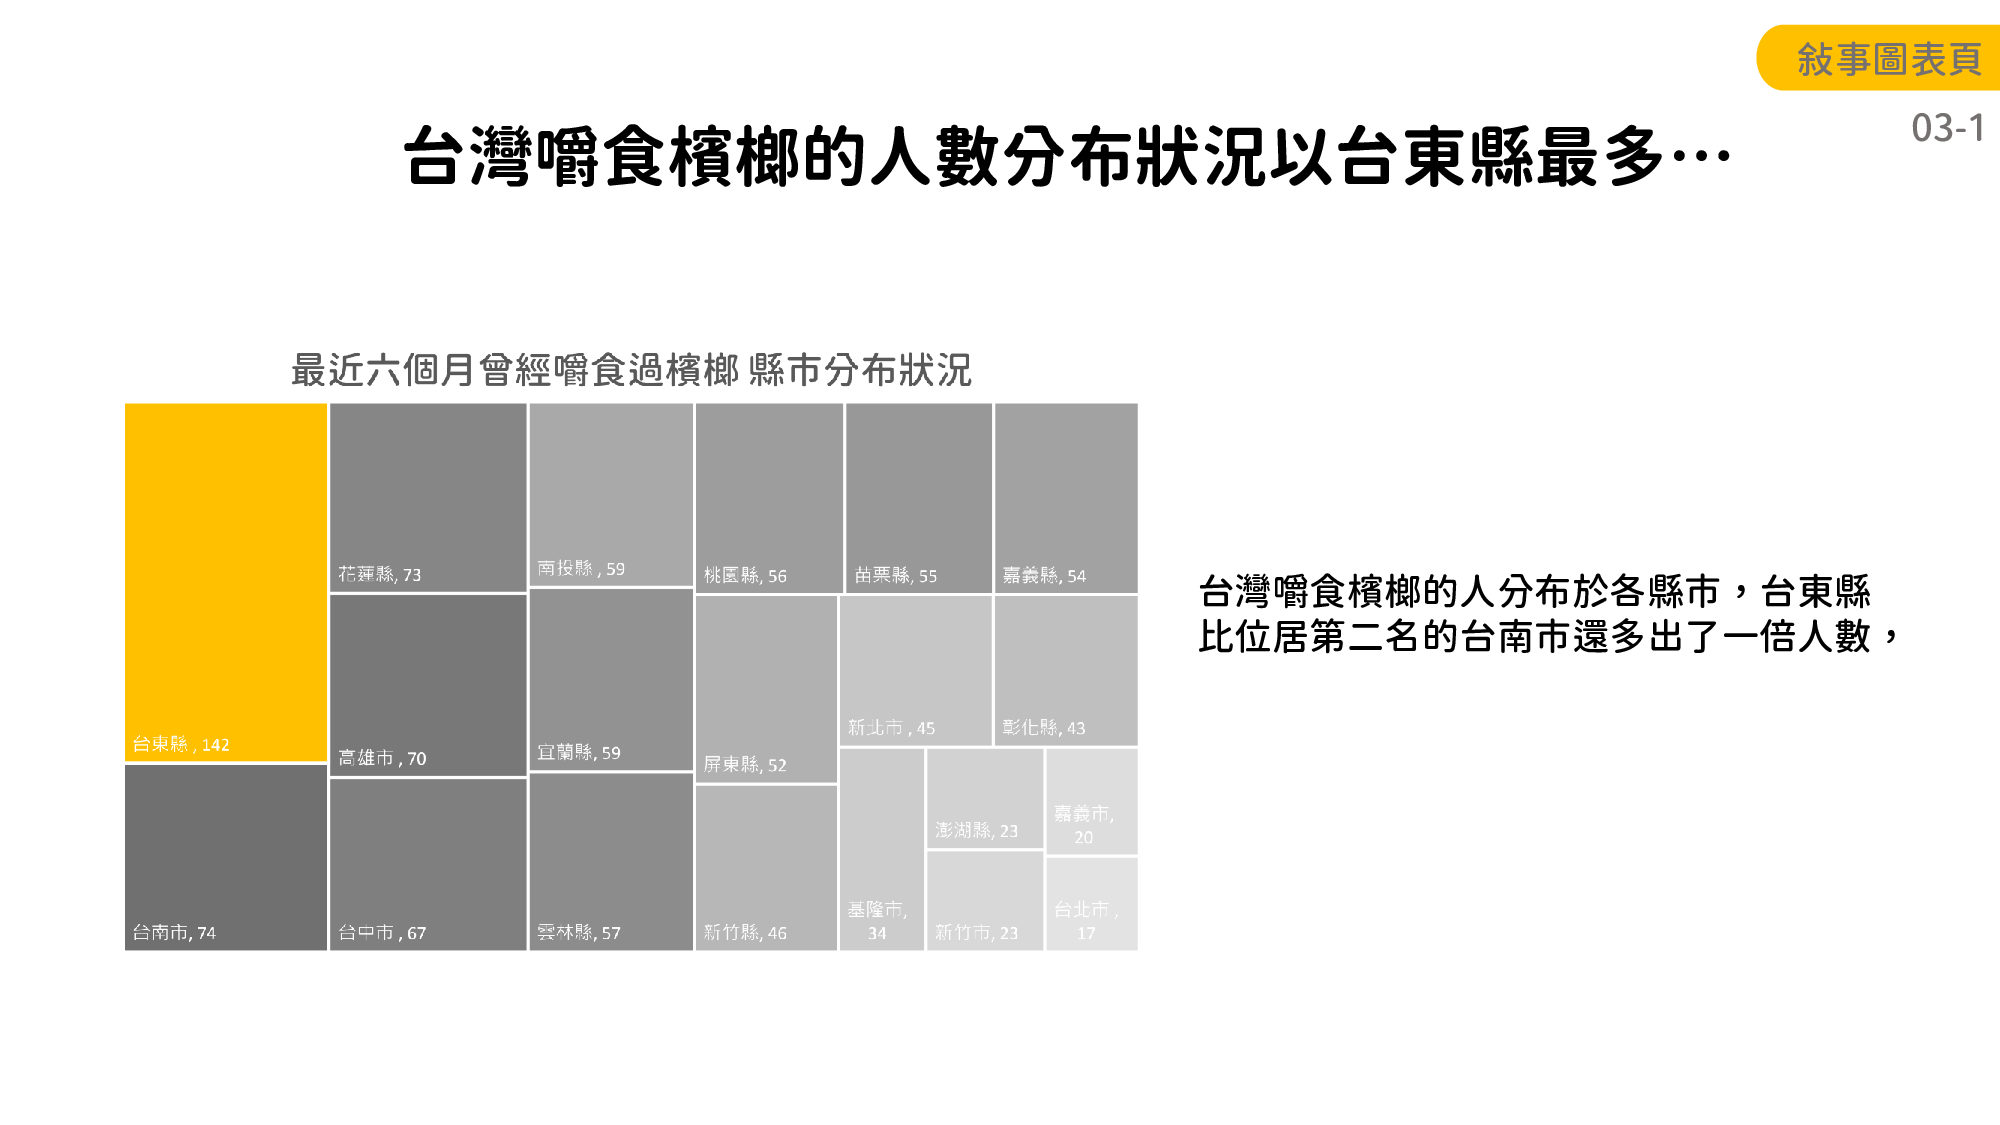 敍事圖表頁
03-1
台灣嚼食檳榔的人數分布狀況以台東縣最多…
最近六個月曾經嚼食過檳榔 縣市分布狀況
台東縣 , 142
台南市, 74
花蓮縣, 73
高雄市 , 70
台中市 , 67
南投縣 , 59
宜蘭縣, 59
雲林縣, 57
桃園縣, 56
苗栗縣, 55
嘉義縣, 54
屏東縣, 52
新竹縣, 46
新北市 , 45
彰化縣, 43
基隆市,
34
澎湖縣, 23
新竹市, 23
嘉義市,
20
台北市 ,
17
台灣嚼食檳榔的人分布於各縣市，台東縣
比位居第二名的台南市還多出了一倍人數，